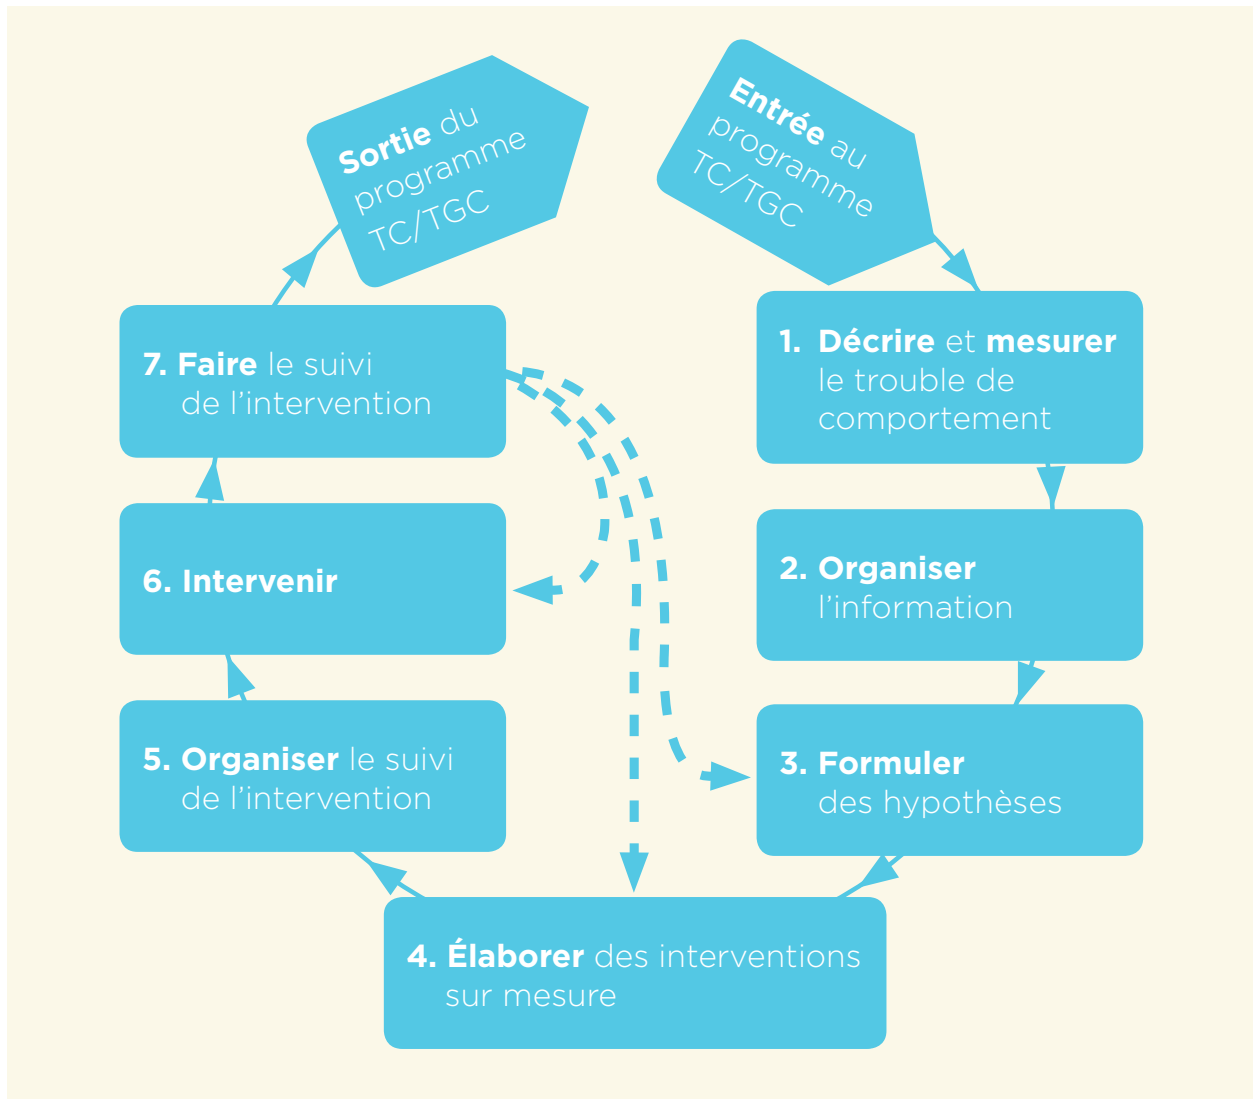 Sortie du
programme
TC/TGC
Entrée au
programme
TC/TGC
1. Décrire et mesurer
le trouble de
comportement
2. Organiser
l'information
3. Formuler
des hypothèses
4. Élaborer des interventions
sur mesure
5. Organiser le suivi
de l'intervention
6. Intervenir
7. Faire le suivi
de l'intervention